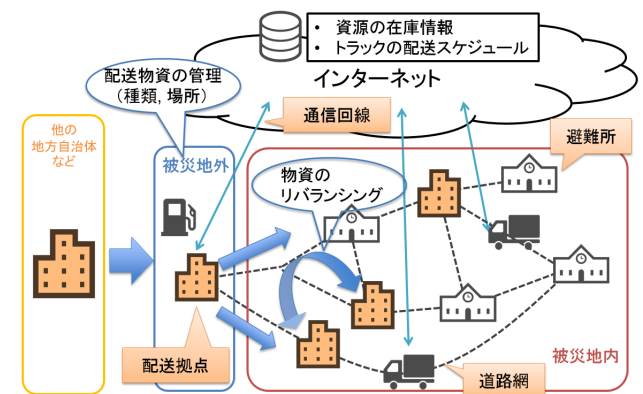 ・ 資源の在庫情報
・ トラックの配送スケジュール
インターネット
配送物資の管理
（種類, 場所）
通信回線
避難所
他の
地方自治体
など
被災地外
物資の
リバランシング
配送拠点
被災地内
道路網